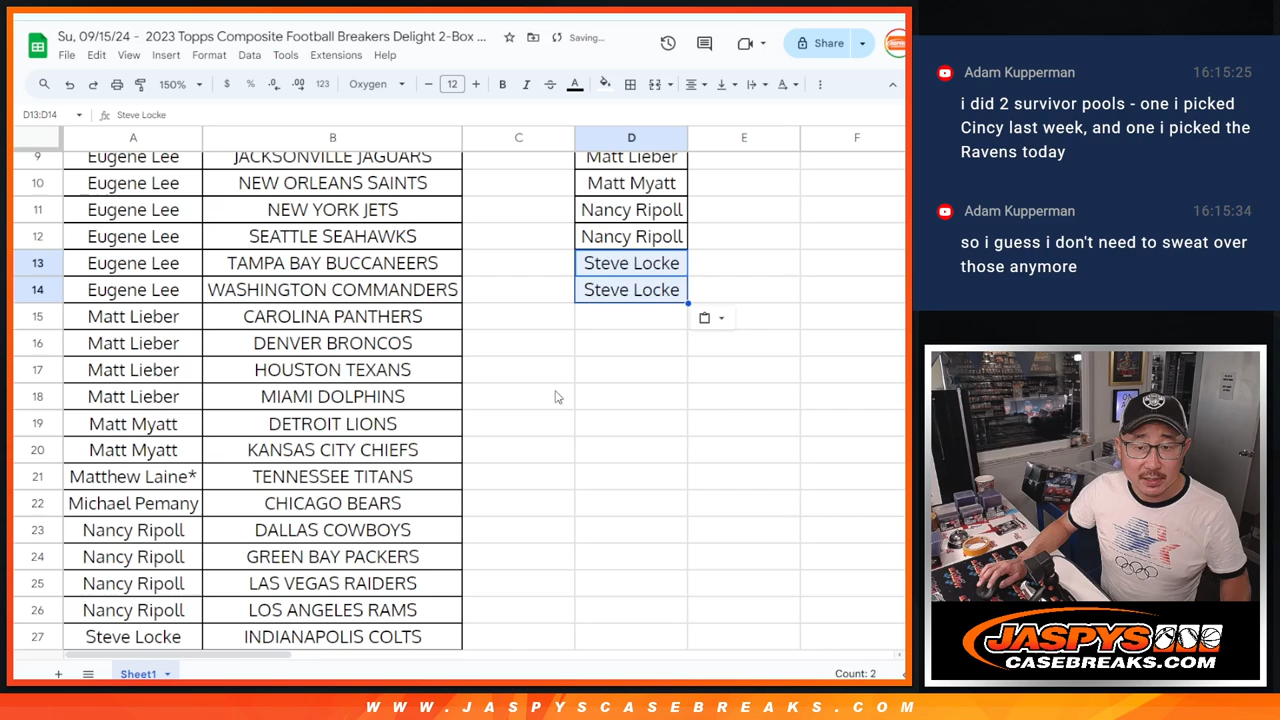 Su, 09/15/24 - 2023 Topps Composite Football Breakers Delight 2-Box ...
Saving...
File Edit View Insert Format Data Tools Extensions Help
Share
150% $ % .0 .00 123 Oxygen 12 B I S A
D13:D14 fx Steve Locke
A B C D E F
9 Eugene Lee JACKSONVILLE JAGUARS Matt Lieber
10 Eugene Lee NEW ORLEANS SAINTS Matt Myatt
11 Eugene Lee NEW YORK JETS Nancy Ripoll
12 Eugene Lee SEATTLE SEAHAWKS Nancy Ripoll
13 Eugene Lee TAMPA BAY BUCCANEERS Steve Locke
14 Eugene Lee WASHINGTON COMMANDERS Steve Locke
15 Matt Lieber CAROLINA PANTHERS
16 Matt Lieber DENVER BRONCOS
17 Matt Lieber HOUSTON TEXANS
18 Matt Lieber MIAMI DOLPHINS
19 Matt Myatt DETROIT LIONS
20 Matt Myatt KANSAS CITY CHIEFS
21 Matthew Laine* TENNESSEE TITANS
22 Michael Pemany CHICAGO BEARS
23 Nancy Ripoll DALLAS COWBOYS
24 Nancy Ripoll GREEN BAY PACKERS
25 Nancy Ripoll LAS VEGAS RAIDERS
26 Nancy Ripoll LOS ANGELES RAMS
27 Steve Locke INDIANAPOLIS COLTS
Sheet1
Count: 2
Adam Kupperman 16:15:25
i did 2 survivor pools - one i picked
Cincy last week, and one i picked the
Ravens today
Adam Kupperman 16:15:34
so i guess i don't need to sweat over
those anymore
JASPYS
CASEBREAKS.COM
WWW.JASPYSCASEBREAKS.COM